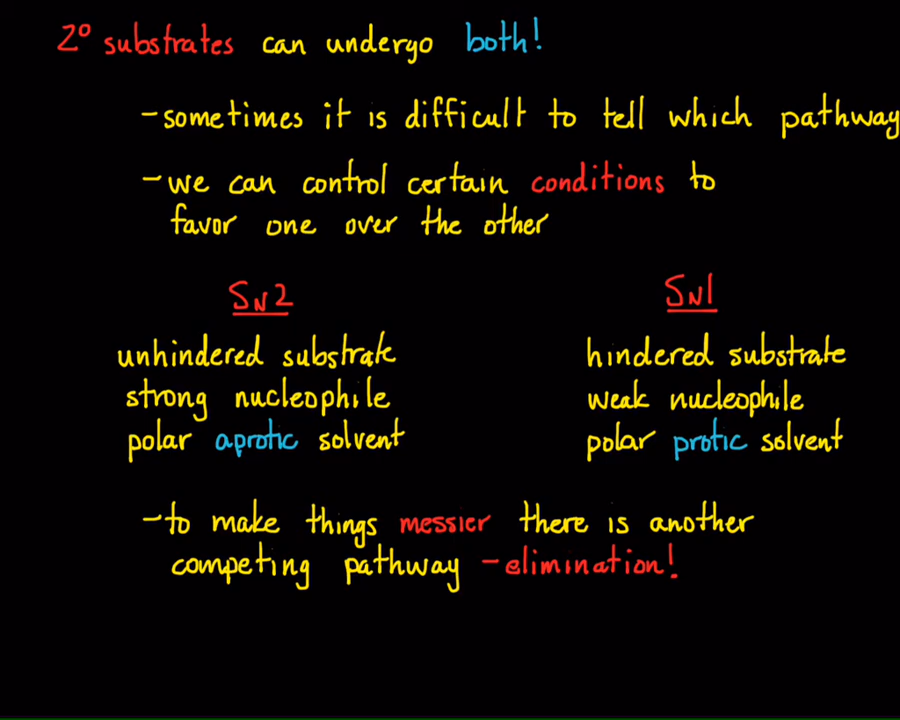 2° substrates can undergo both!
-sometimes it is difficult to tell which pathway
-we can control certain conditions to
favor one over the other
SN2
unhindered substrate
strong nucleophile
polar aprotic solvent
SN1
hindered substrate
weak nucleophile
polar protic solvent
-to make things messier there is another
competing pathway -elimination!